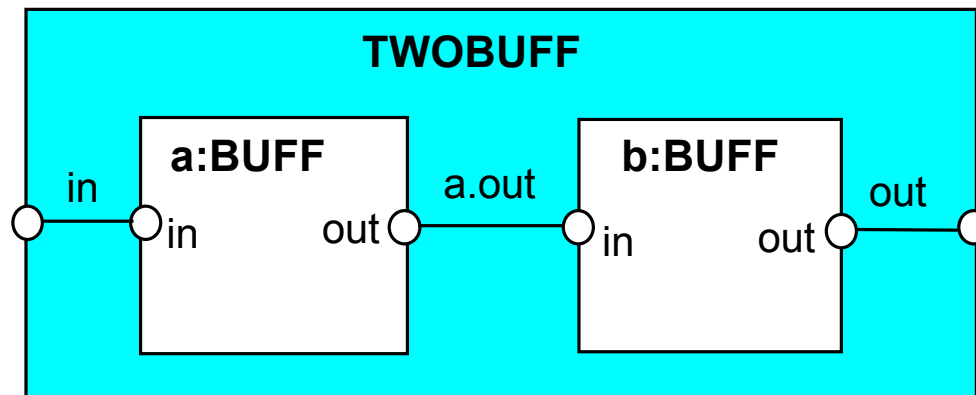 TWOBUFF
a:BUFF
b:BUFF
in
a.out
out
in
out
in
out